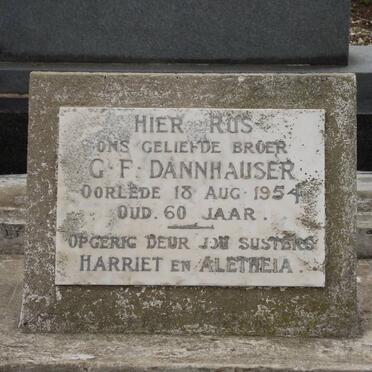 HIER RUS
ONS GELIEFDE BROER
G. F. DANNHAUSER
OORLEDE 18 AUG 1954
OUD 60 JAAR.
OPGERIG DEUR JOU SUSTERS
HARRIET EN ALETHEIA.